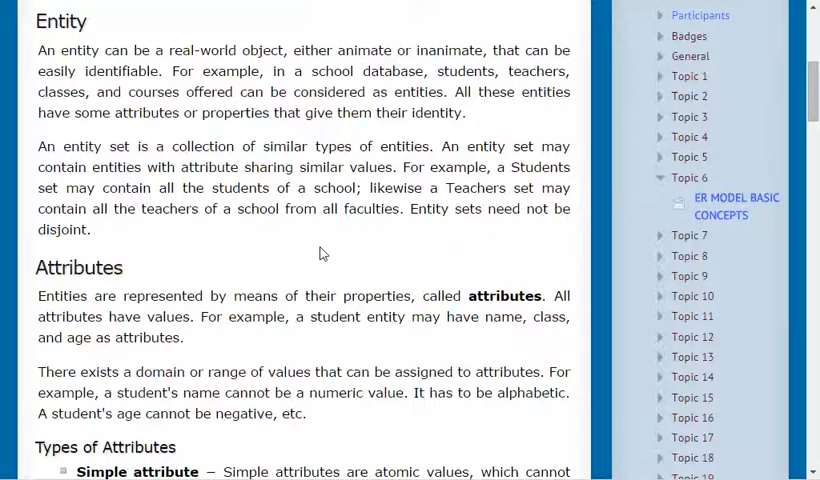 Entity
An entity can be a real-world object, either animate or inanimate, that can be
easily identifiable. For example, in a school database, students, teachers,
classes, and courses offered can be considered as entities. All these entities
have some attributes or properties that give them their identity.
An entity set is a collection of similar types of entities. An entity set may
contain entities with attribute sharing similar values. For example, a Students
set may contain all the students of a school; likewise a Teachers set may
contain all the teachers of a school from all faculties. Entity sets need not be
disjoint.
Attributes
Entities are represented by means of their properties, called attributes. All
attributes have values. For example, a student entity may have name, class,
and age as attributes.
There exists a domain or range of values that can be assigned to attributes. For
example, a student's name cannot be a numeric value. It has to be alphabetic.
A student's age cannot be negative, etc.
Types of Attributes
Simple attribute − Simple attributes are atomic values, which cannot
Participants
Badges
General
Topic 1
Topic 2
Topic 3
Topic 4
Topic 5
Topic 6
ER MODEL BASIC
CONCEPTS
Topic 7
Topic 8
Topic 9
Topic 10
Topic 11
Topic 12
Topic 13
Topic 14
Topic 15
Topic 16
Topic 17
Topic 18
Topic 19